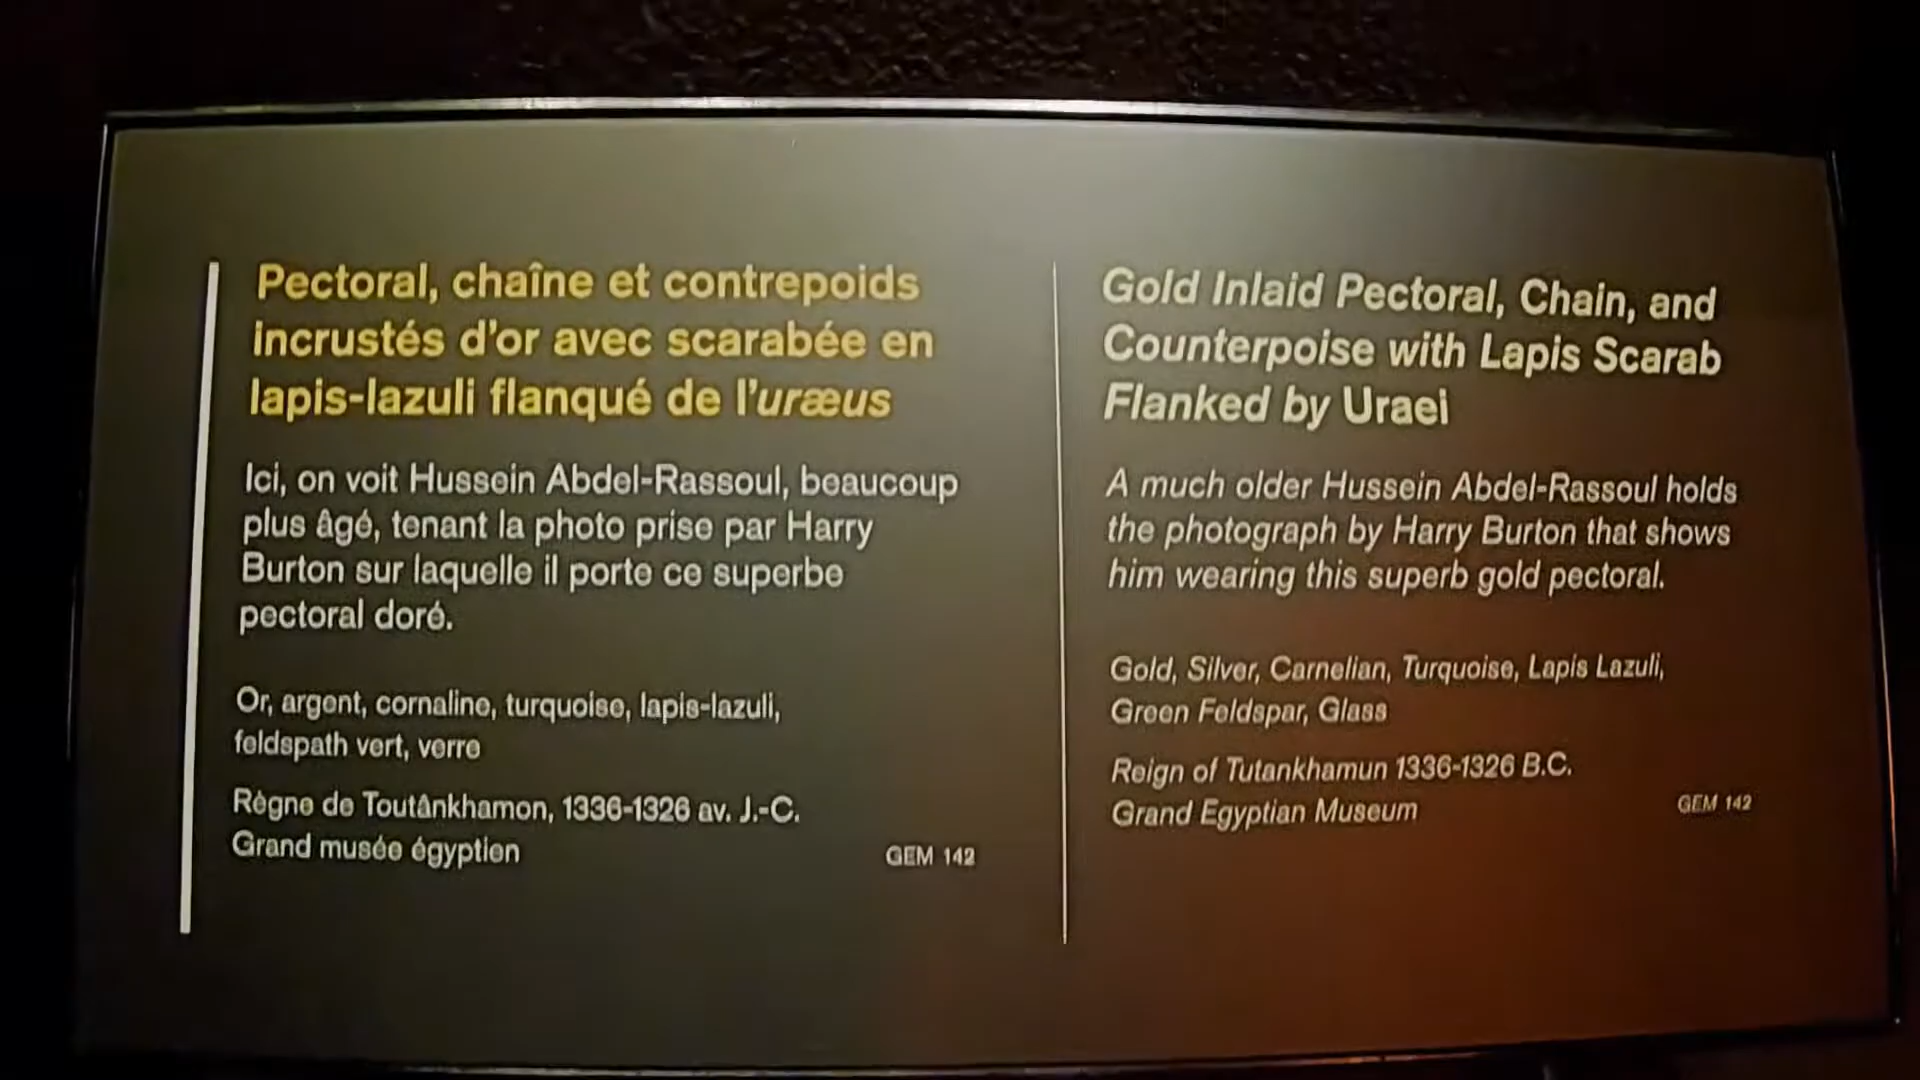 Pectoral, chaîne et contrepoids
incrustés d'or avec scarabée en
lapis-lazuli flanqué de l'uræus
Ici, on voit Hussein Abdel-Rassoul, beaucoup
plus âgé, tenant la photo prise par Harry
Burton sur laquelle il porte ce superbe
pectoral doré.
Or, argent, cornaline, turquoise, lapis-lazuli,
feldspath vert, verre
Règne de Toutânkhamon, 1336-1326 av. J.-C.
Grand musée égyptien
GEM 142
Gold Inlaid Pectoral, Chain, and
Counterpoise with Lapis Scarab
Flanked by Uraei
A much older Hussein Abdel-Rassoul holds
the photograph by Harry Burton that shows
him wearing this superb gold pectoral.
Gold, Silver, Carnelian, Turquoise, Lapis Lazuli,
Green Feldspar, Glass
Reign of Tutankhamun 1336-1326 B.C.
Grand Egyptian Museum
GEM 142